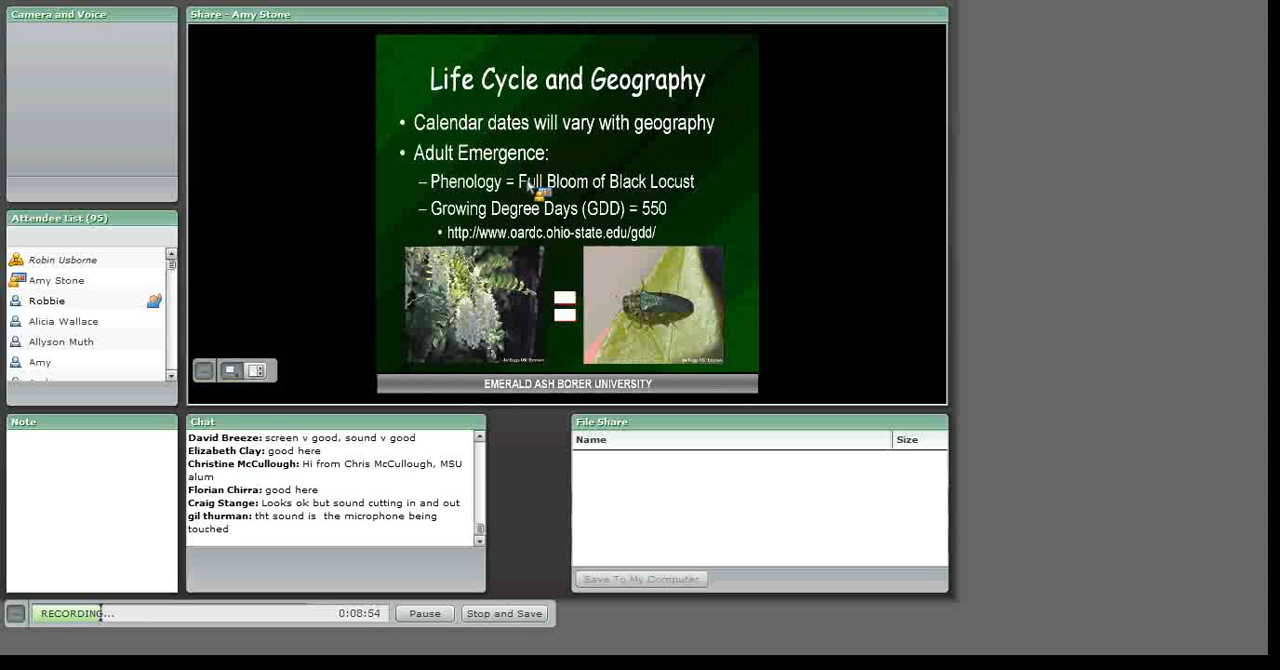 Camera and Voice
Share - Amy Stone
Life Cycle and Geography
• Calendar dates will vary with geography
• Adult Emergence:
– Phenology = Full Bloom of Black Locust
– Growing Degree Days (GDD) = 550
• http://www.oardc.ohio-state.edu/gdd/
EMERALD ASH BORER UNIVERSITY
Attendee List (95)
Robin Usborne
Amy Stone
Robbie
Alicia Wallace
Allyson Muth
Amy
Note
Chat
David Breeze: screen v good, sound v good
Elizabeth Clay: good here
Christine McCullough: Hi from Chris McCullough, MSU
alum
Florian Chirra: good here
Craig Stange: Looks ok but sound cutting in and out
gil thurman: tht sound is the microphone being
touched
File Share
Name
Size
Save To My Computer
RECORDING...
0:08:54
Pause
Stop and Save